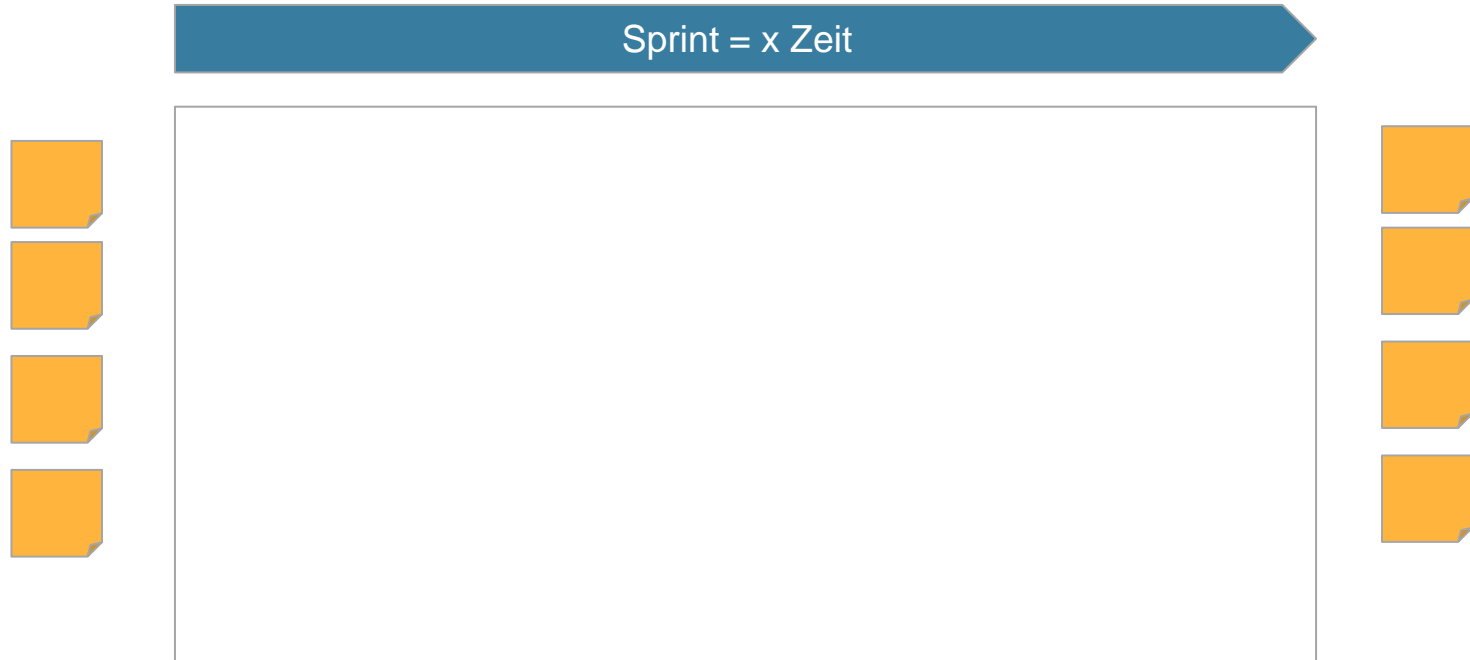 Sprint = x Zeit